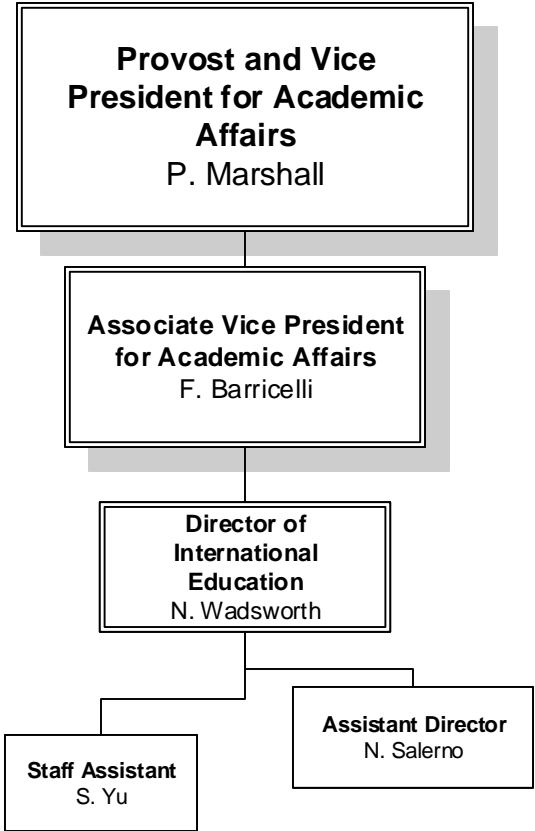 Provost and Vice
President for Academic
Affairs
P. Marshall
Associate Vice President
for Academic Affairs
F. Barricelli
Director of
International
Education
N. Wadsworth
Assistant Director
N. Salerno
Staff Assistant
S. Yu